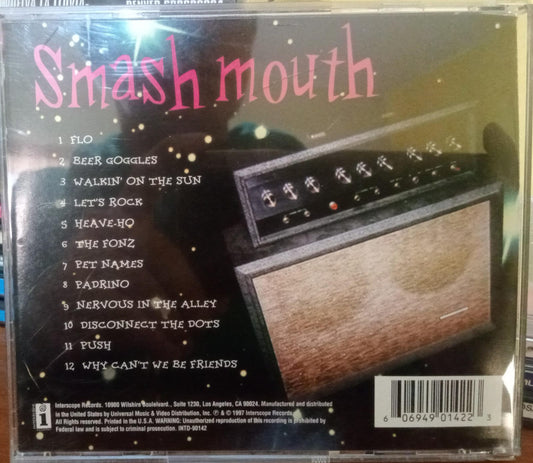 Smash mouth
1 FLO
2 BEER GOGGLES
3 WALKIN' ON THE SUN
4 LET'S ROCK
5 HEAVE-HO
6 THE FONZ
7 PET NAMES
8 PADRINO
9 NERVOUS IN THE ALLEY
10 DISCONNECT THE DOTS
11 PUSH
12 WHY CAN'T WE BE FRIENDS
i Interscope Records. 10900 Wilshire Boulevard., Suite 1230, Los Angeles, CA 90024. Manufactured and distributed
in the United States by Universal Music & Video Distribution, Inc. ℗ & © 1997 Interscope Records.
All rights reserved. Printed in the U.S.A. WARNING: Unauthorized reproduction of this recording is prohibited by
Federal law and is subject to criminal prosecution. INTD-90142
6 06949 01422 3